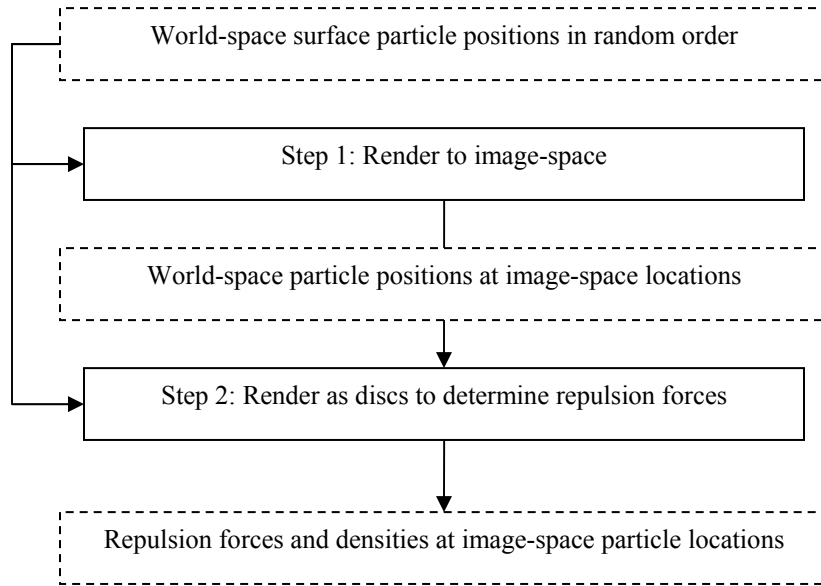 World-space surface particle positions in random order
Step 1: Render to image-space
World-space particle positions at image-space locations
Step 2: Render as discs to determine repulsion forces
Repulsion forces and densities at image-space particle locations